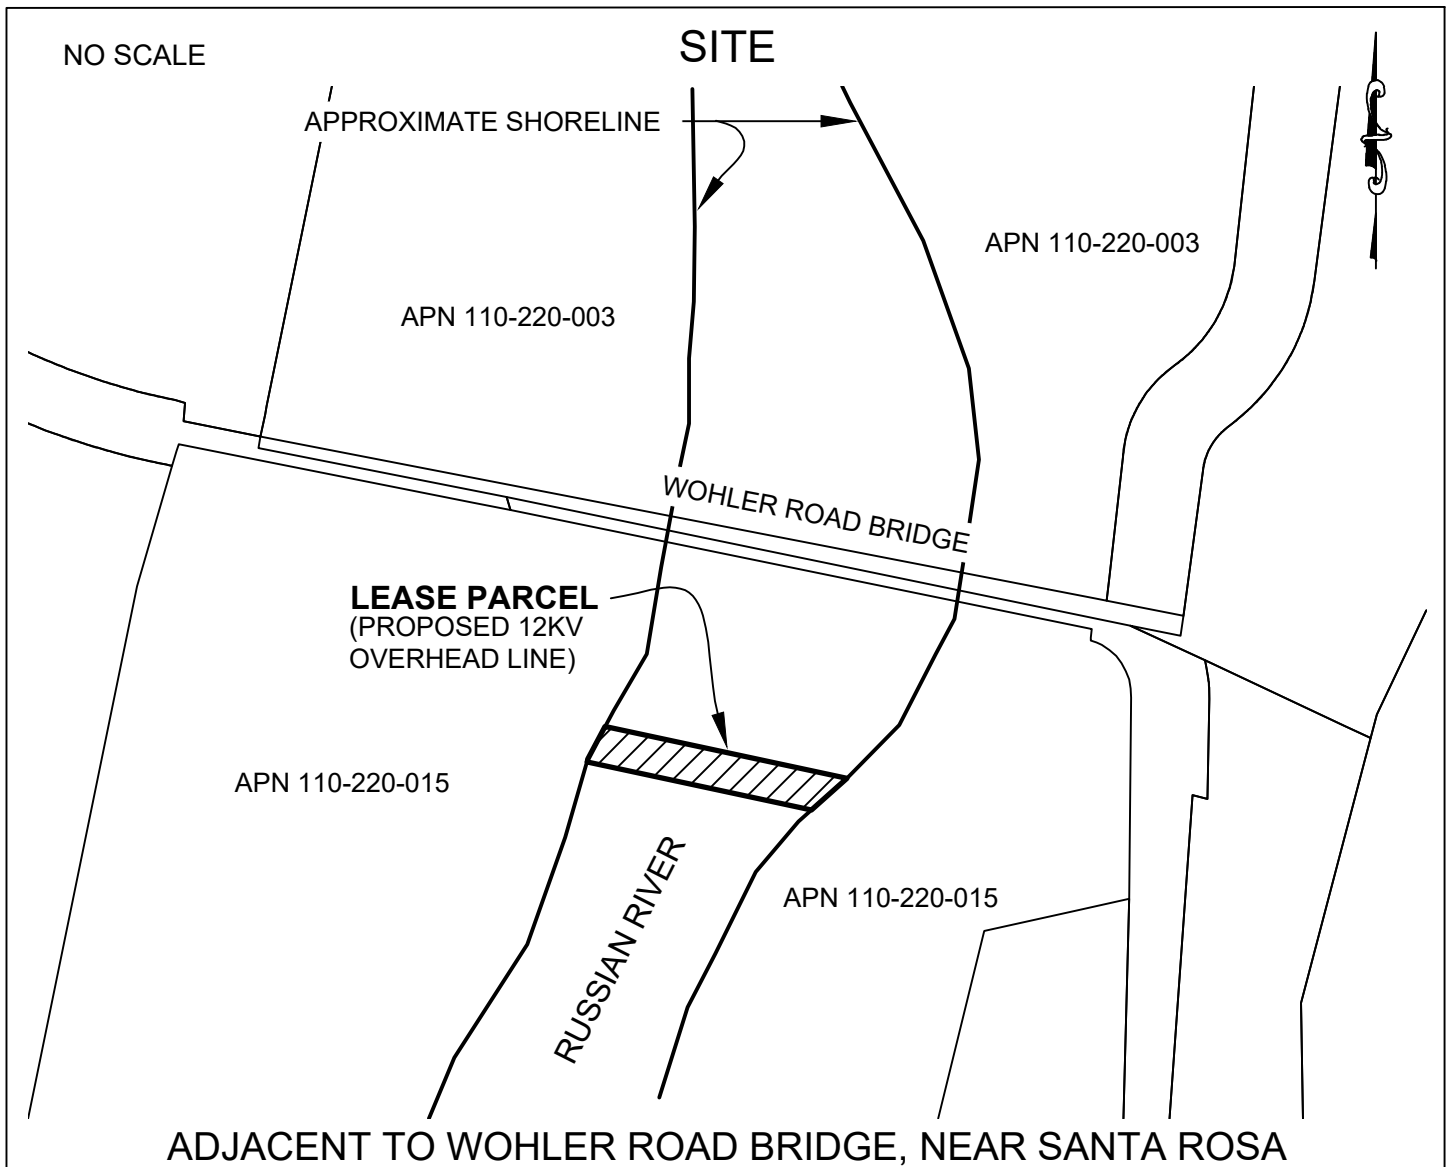 NO SCALE
SITE
APPROXIMATE SHORELINE
APN 110-220-003
APN 110-220-003
WOHLER ROAD BRIDGE
LEASE PARCEL
(PROPOSED 12KV
OVERHEAD LINE)
APN 110-220-015
APN 110-220-015
RUSSIAN RIVER
ADJACENT TO WOHLER ROAD BRIDGE, NEAR SANTA ROSA